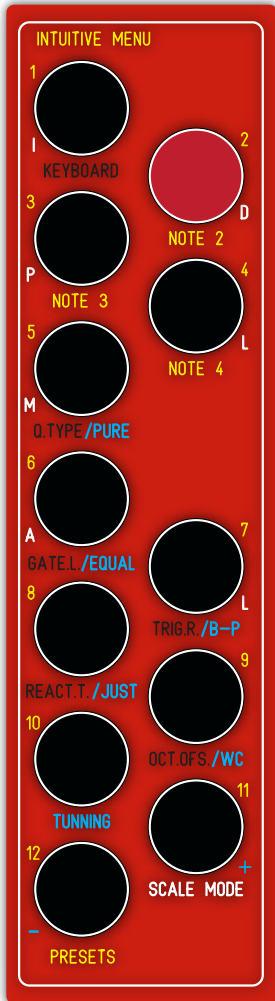 INTUITIVE MENU
1
I
KEYBOARD
2
D
NOTE 2
3
P
NOTE 3
4
L
NOTE 4
5
M
Q.TYPE/PURE
6
A
GATE.L./EQUAL
7
L
TRIG.R./B-P
8
REACT.T./JUST
9
OCT.OFS./WC
10
TUNNING
11
+
SCALE MODE
12
-
PRESETS